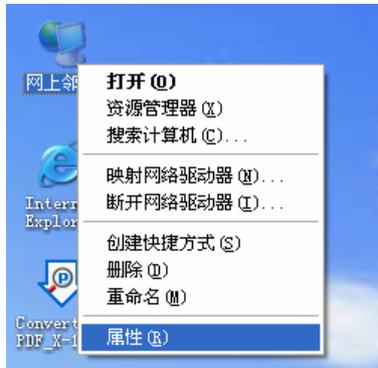 网上邻
打开(O)
资源管理器(X)
搜索计算机(C)...
映射网络驱动器(N)...
断开网络驱动器(I)...
创建快捷方式(S)
删除(D)
重命名(M)
属性(R)
Intern
Explor
P
Convert
PDF_X-1